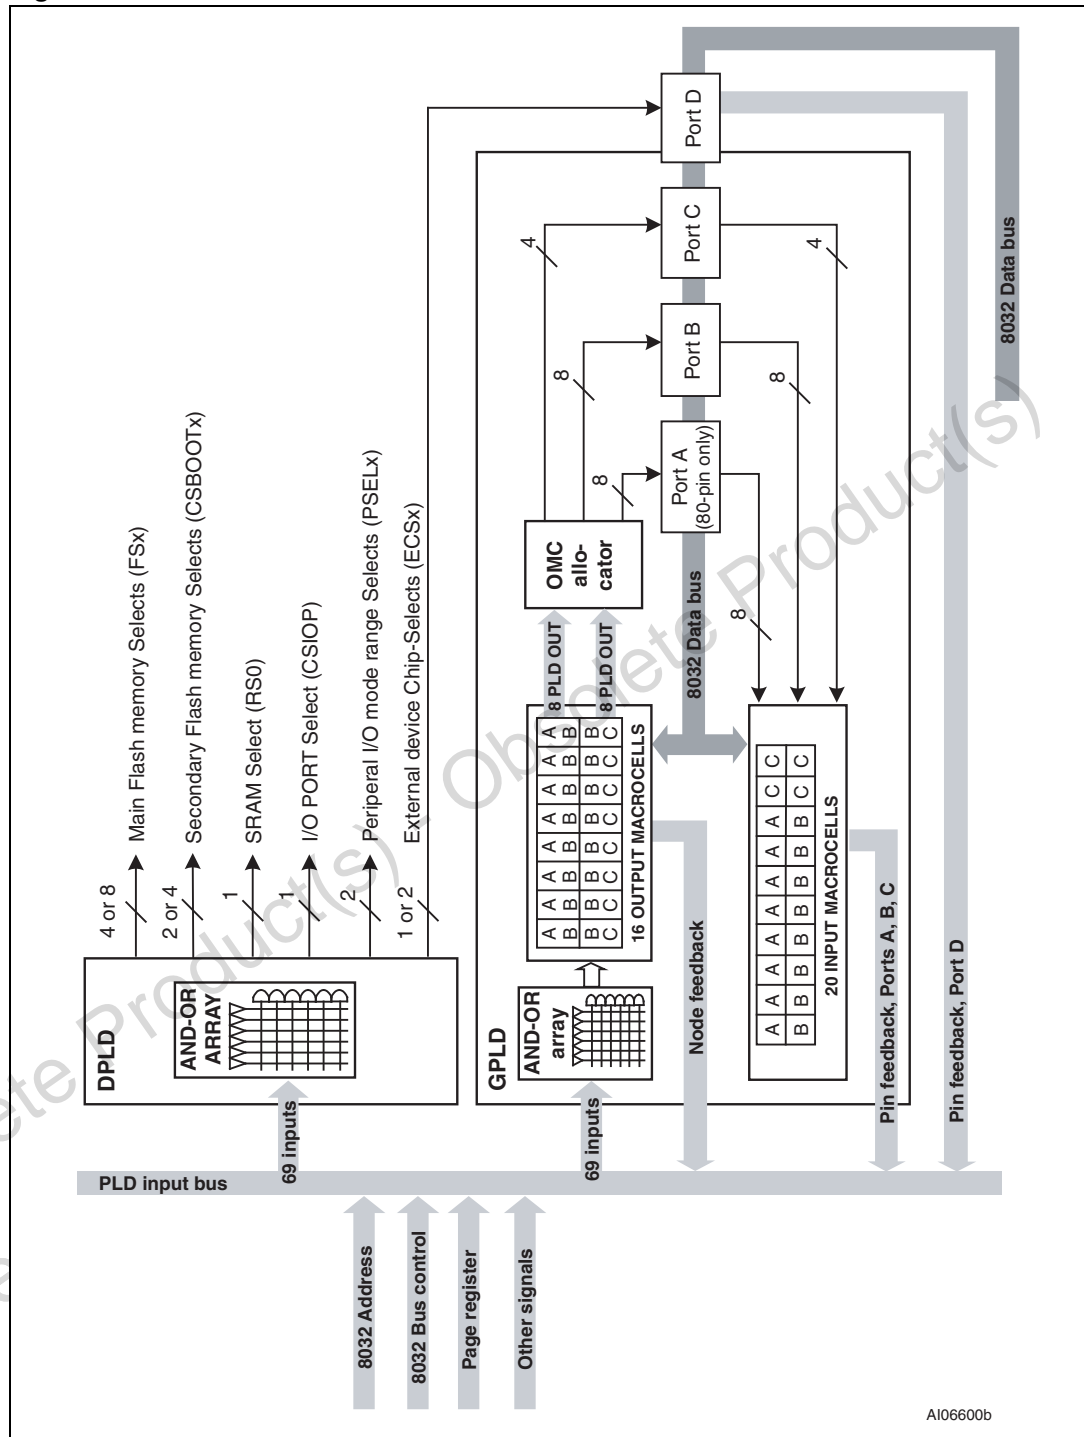 Port D
Port C
Port B
Port A
(80-pin only)
8032 Data bus
4
8
8
4
8
8
4 or 8
Main Flash memory Selects (FSx)
2 or 4
Secondary Flash memory Selects (CSBOOTx)
1
SRAM Select (RS0)
1
I/O PORT Select (CSIOP)
2
Periperal I/O mode range Selects (PSELx)
1 or 2
External device Chip-Selects (ECSx)
DPLD
AND-OR
ARRAY
69 inputs
GPLD
AND-OR
array
69 inputs
A A A A A A A A
B B B B B B B B
B B B B B B B B
C C C C C C C C
16 OUTPUT MACROCELLS
8 PLD OUT
8 PLD OUT
OMC
allo-
cator
8032 Data bus
Node feedback
A A A A A A A A C C
B B B B B B B B C C
20 INPUT MACROCELLS
Pin feedback, Ports A, B, C
Pin feedback, Port D
PLD input bus
8032 Address
8032 Bus control
Page register
Other signals
ete Product(s) - Obsolete Product(s)
AI06600b